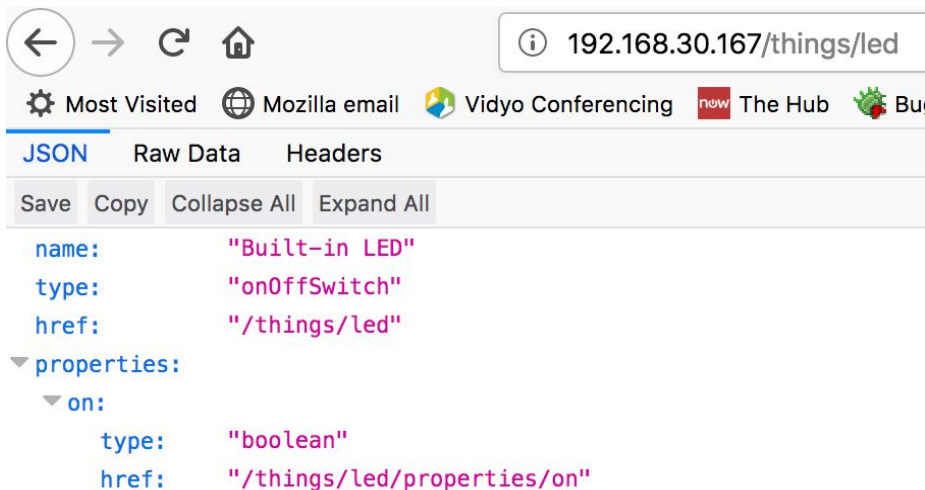 192.168.30.167/things/led
Most Visited Mozilla email Vidyo Conferencing now The Hub Bu
JSON Raw Data Headers
Save Copy Collapse All Expand All
name: "Built-in LED"
type: "onOffSwitch"
href: "/things/led"
properties:
on:
type: "boolean"
href: "/things/led/properties/on"